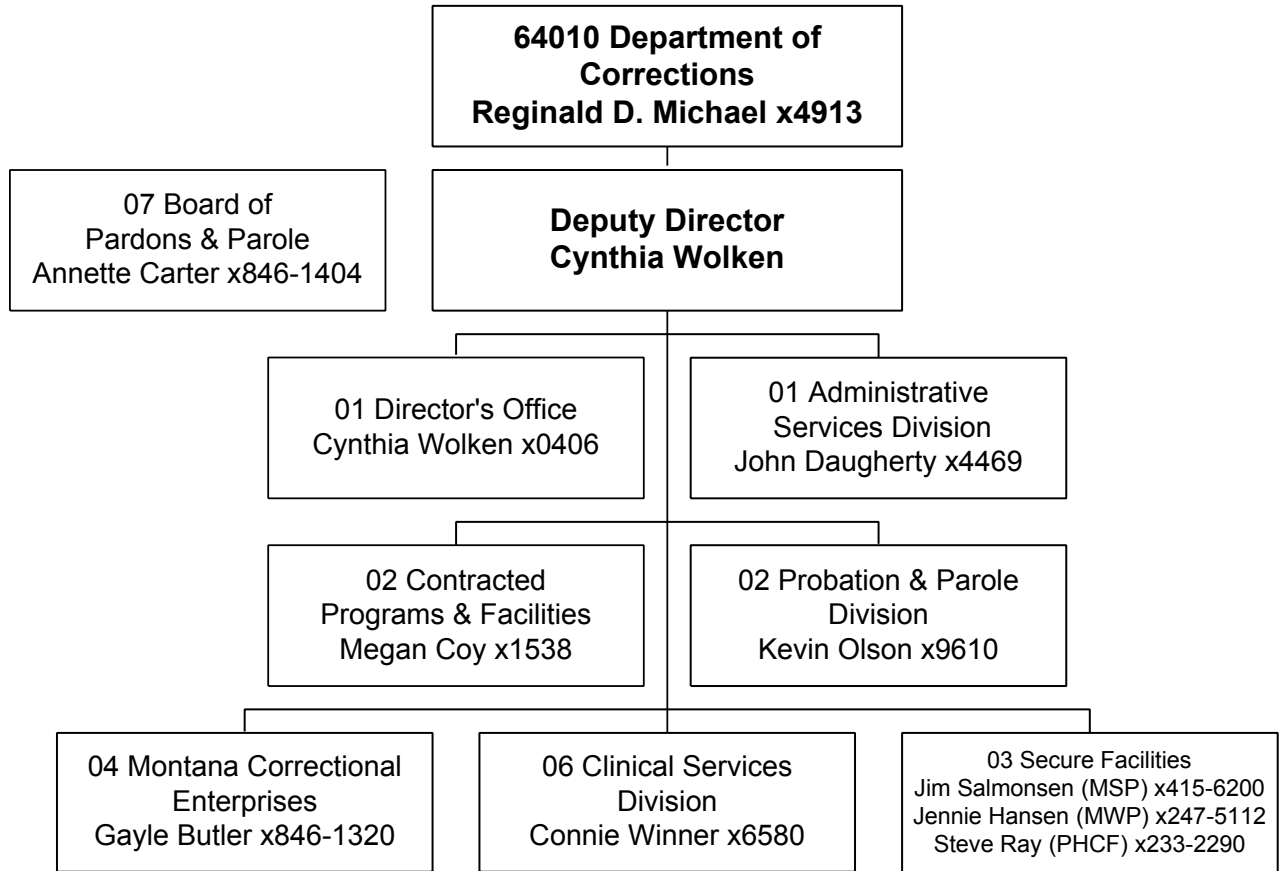 64010 Department of
Corrections
Reginald D. Michael x4913
07 Board of
Pardons & Parole
Annette Carter x846-1404
Deputy Director
Cynthia Wolken
01 Director's Office
Cynthia Wolken x0406
01 Administrative
Services Division
John Daugherty x4469
02 Contracted
Programs & Facilities
Megan Coy x1538
02 Probation & Parole
Division
Kevin Olson x9610
04 Montana Correctional
Enterprises
Gayle Butler x846-1320
06 Clinical Services
Division
Connie Winner x6580
03 Secure Facilities
Jim Salmonsen (MSP) x415-6200
Jennie Hansen (MWP) x247-5112
Steve Ray (PHCF) x233-2290